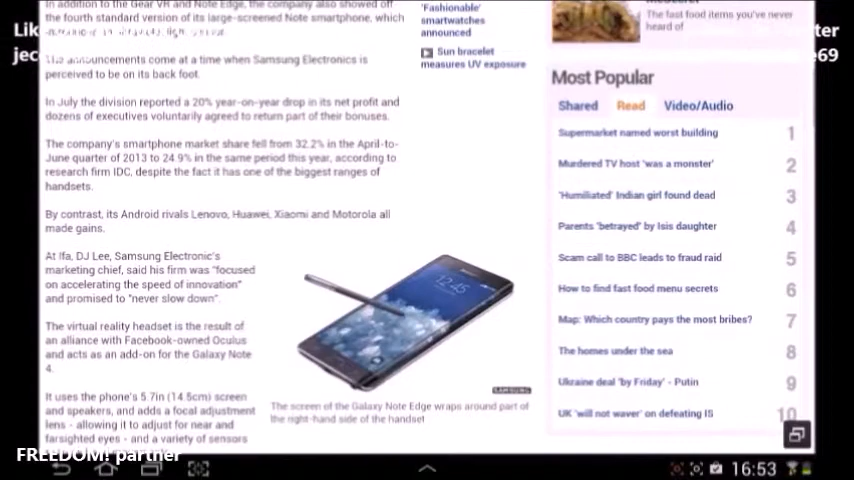 In addition to the Gear VR and Note Edge, the company also showed off
the fourth standard version of its large-screened Note smartphone, which
The announcements come at a time when Samsung Electronics is
perceived to be on its back foot.
In July the division reported a 20% year-on-year drop in its net profit and
dozens of executives voluntarily agreed to return part of their bonuses.
The company's smartphone market share fell from 32.2% in the April-to-
June quarter of 2013 to 24.9% in the same period this year, according to
research firm IDC, despite the fact it has one of the biggest ranges of
handsets.
By contrast, its Android rivals Lenovo, Huawei, Xiaomi and Motorola all
made gains.
At Ifa, DJ Lee, Samsung Electronic's
marketing chief, said his firm was "focused
on accelerating the speed of innovation"
and promised to "never slow down".
The virtual reality headset is the result of
an alliance with Facebook-owned Oculus
and acts as an add-on for the Galaxy Note
4.
It uses the phone's 5.7in (14.5cm) screen
and speakers, and adds a focal adjustment
lens - allowing it to adjust for near and
farsighted eyes - and a variety of sensors
12:45
SAMSUNG
The screen of the Galaxy Note Edge wraps around part of
the right-hand side of the handset
'Fashionable'
smartwatches
announced
Sun bracelet
measures UV exposure
The fast food items you've never
heard of
Most Popular
Shared Read Video/Audio
Supermarket named worst building 1
Murdered TV host 'was a monster' 2
'Humiliated' Indian girl found dead 3
Parents 'betrayed' by Isis daughter 4
Scam call to BBC leads to fraud raid 5
How to find fast food menu secrets 6
Map: Which country pays the most bribes? 7
The homes under the sea 8
Ukraine deal 'by Friday' - Putin 9
UK 'will not waver' on defeating IS 10
Lik
jec
ter
e69
FREEDOM! partner
16:53